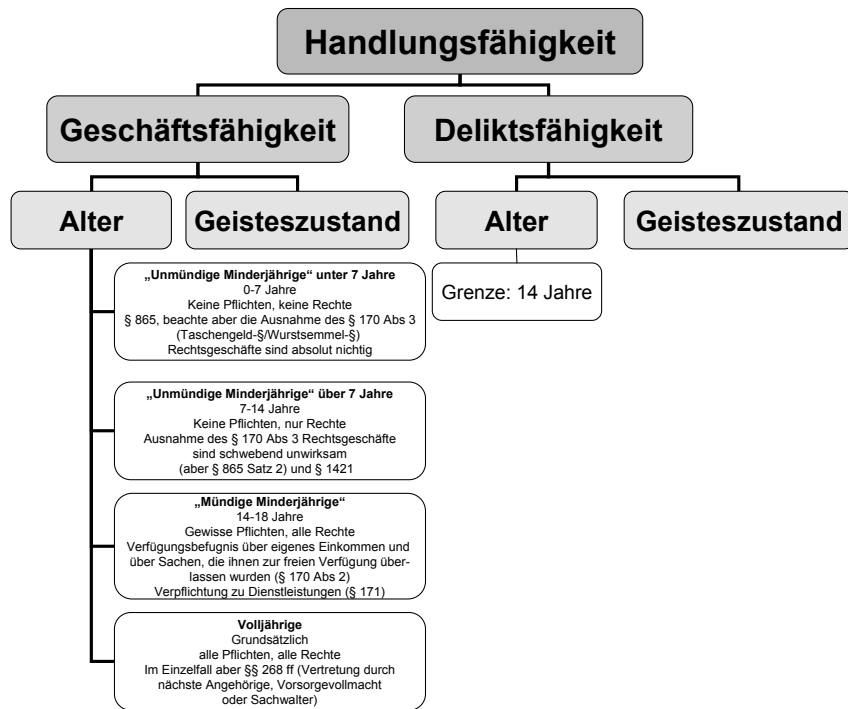 Handlungsfähigkeit
Geschäftsfähigkeit
Deliktsfähigkeit
Alter
Geisteszustand
Alter
Geisteszustand
„Unmündige Minderjährige“ unter 7 Jahre
0-7 Jahre
Keine Pflichten, keine Rechte
§ 865, beachte aber die Ausnahme des § 170 Abs 3
(Taschengeld-§/Wurstsemmel-§)
Rechtsgeschäfte sind absolut nichtig
Grenze: 14 Jahre
„Unmündige Minderjährige“ über 7 Jahre
7-14 Jahre
Keine Pflichten, nur Rechte
Ausnahme des § 170 Abs 3 Rechtsgeschäfte
sind schwebend unwirksam
(aber § 865 Satz 2) und § 1421
„Mündige Minderjährige“
14-18 Jahre
Gewisse Pflichten, alle Rechte
Verfügungsbefugnis über eigenes Einkommen und
über Sachen, die ihnen zur freien Verfügung über-
lassen wurden (§ 170 Abs 2)
Verpflichtung zu Dienstleistungen (§ 171)
Volljährige
Grundsätzlich
alle Pflichten, alle Rechte
Im Einzelfall aber §§ 268 ff (Vertretung durch
nächste Angehörige, Vorsorgevollmacht
oder Sachwalter)